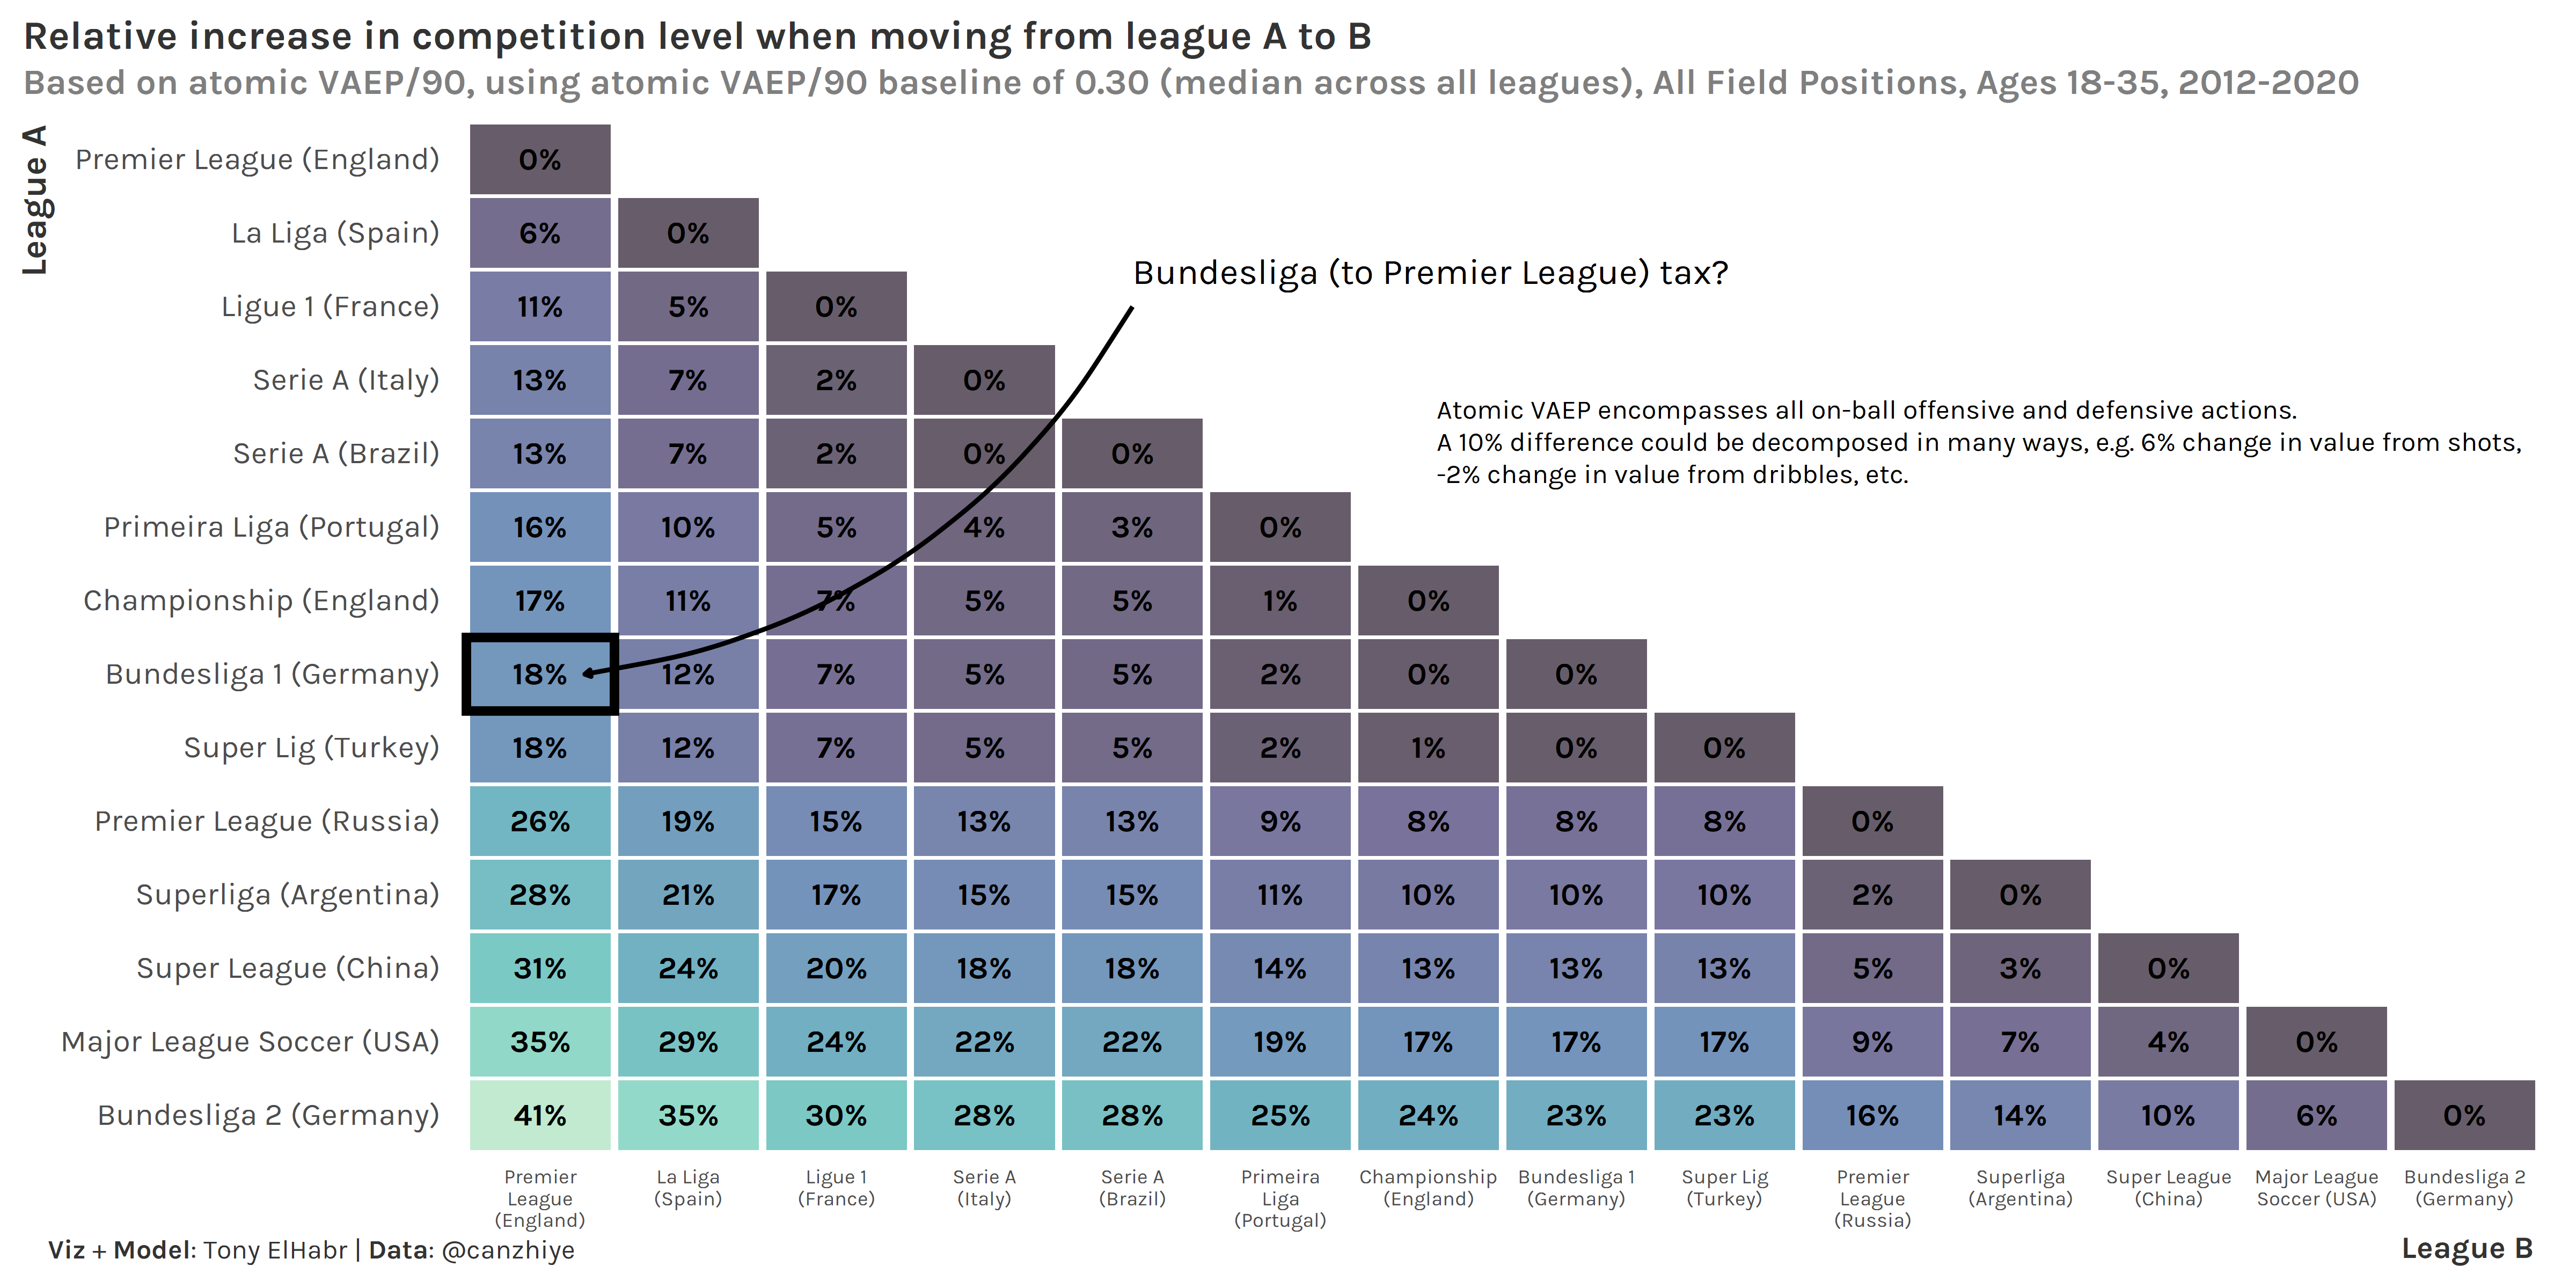 Relative increase in competition level when moving from league A to B
Based on atomic VAEP/90, using atomic VAEP/90 baseline of 0.30 (median across all leagues), All Field Positions, Ages 18-35, 2012-2020
League A
Premier League (England) 0%
La Liga (Spain) 6% 0%
Bundesliga (to Premier League) tax?
Ligue 1 (France) 11% 5% 0%
Serie A (Italy) 13% 7% 2% 0%
Atomic VAEP encompasses all on-ball offensive and defensive actions.
A 10% difference could be decomposed in many ways, e.g. 6% change in value from shots,
-2% change in value from dribbles, etc.
Serie A (Brazil) 13% 7% 2% 0% 0%
Primeira Liga (Portugal) 16% 10% 5% 4% 3% 0%
Championship (England) 17% 11% 7% 5% 5% 1% 0%
Bundesliga 1 (Germany) 18% 12% 7% 5% 5% 2% 0% 0%
Super Lig (Turkey) 18% 12% 7% 5% 5% 2% 1% 0% 0%
Premier League (Russia) 26% 19% 15% 13% 13% 9% 8% 8% 8% 0%
Superliga (Argentina) 28% 21% 17% 15% 15% 11% 10% 10% 10% 2% 0%
Super League (China) 31% 24% 20% 18% 18% 14% 13% 13% 13% 5% 3% 0%
Major League Soccer (USA) 35% 29% 24% 22% 22% 19% 17% 17% 17% 9% 7% 4% 0%
Bundesliga 2 (Germany) 41% 35% 30% 28% 28% 25% 24% 23% 23% 16% 14% 10% 6% 0%
Premier
League
(England)
La Liga
(Spain)
Ligue 1
(France)
Serie A
(Italy)
Serie A
(Brazil)
Primeira
Liga
(Portugal)
Championship
(England)
Bundesliga 1
(Germany)
Super Lig
(Turkey)
Premier
League
(Russia)
Superliga
(Argentina)
Super League
(China)
Major League
Soccer (USA)
Bundesliga 2
(Germany)
Viz + Model: Tony ElHabr | Data: @canzhiye
League B